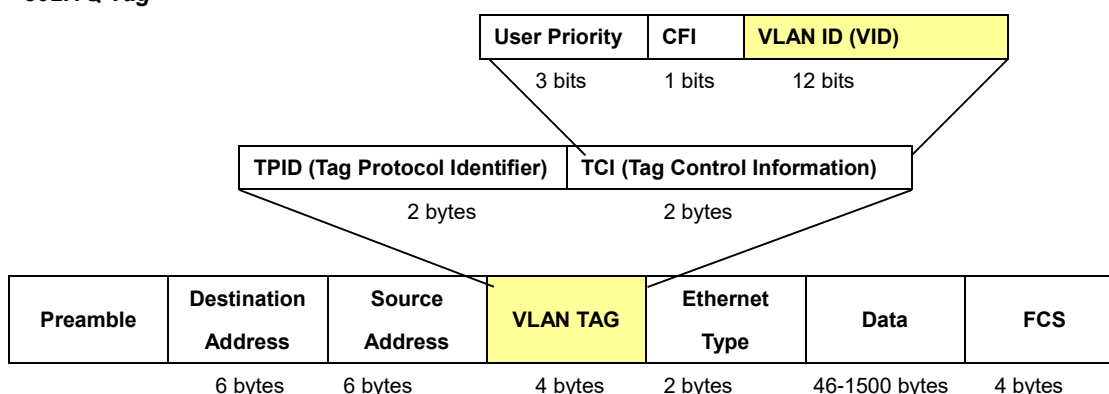 User Priority CFI VLAN ID (VID)
3 bits 1 bits 12 bits
TPID (Tag Protocol Identifier) TCI (Tag Control Information)
2 bytes 2 bytes
Preamble Destination Address Source Address VLAN TAG Ethernet Type Data FCS
6 bytes 6 bytes 4 bytes 2 bytes 46-1500 bytes 4 bytes